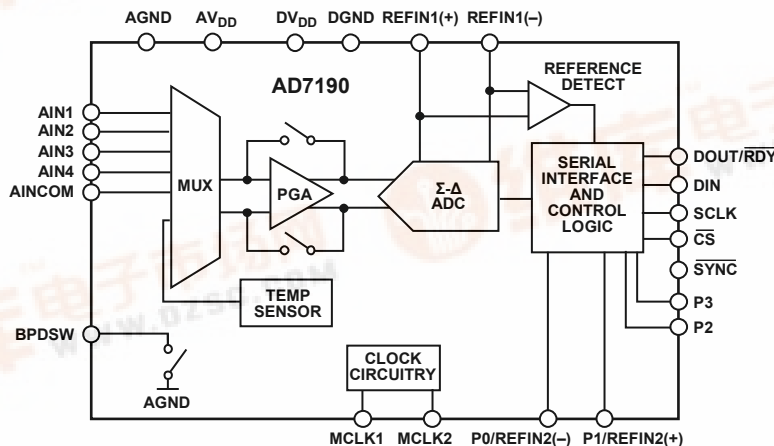 AGND AVDD DVDD DGND REFIN1(+) REFIN1(–)
AD7190
REFERENCE
DETECT
AIN1
AIN2
AIN3
AIN4
AINCOM
MUX
PGA
Σ-Δ
ADC
SERIAL
INTERFACE
AND
CONTROL
LOGIC
DOUT/RDY
DIN
SCLK
CS
SYNC
P3
P2
TEMP
SENSOR
BPDSW
AGND
CLOCK
CIRCUITRY
MCLK1 MCLK2 P0/REFIN2(–) P1/REFIN2(+)